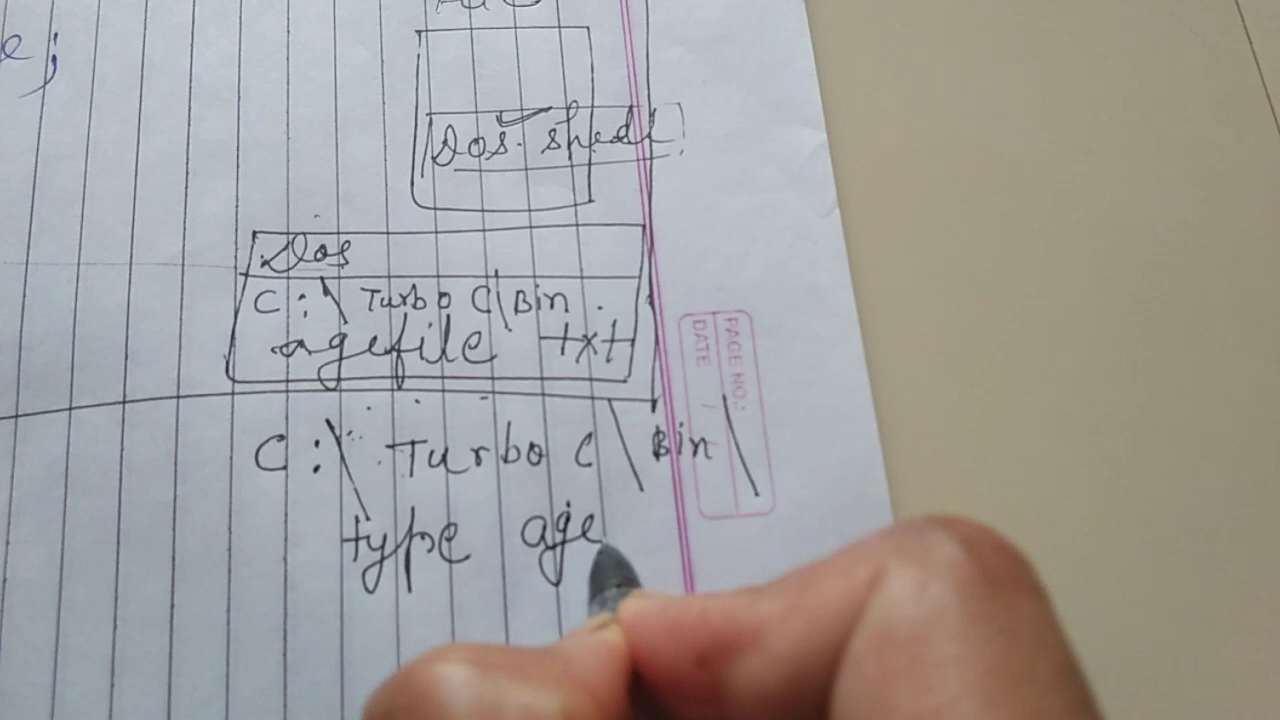 e;
Dos shell
Dos
C:\ Turbo C\Bin
agefile txt
C:\ Turbo C\Bin\
type age
PAGE NO.:
DATE /